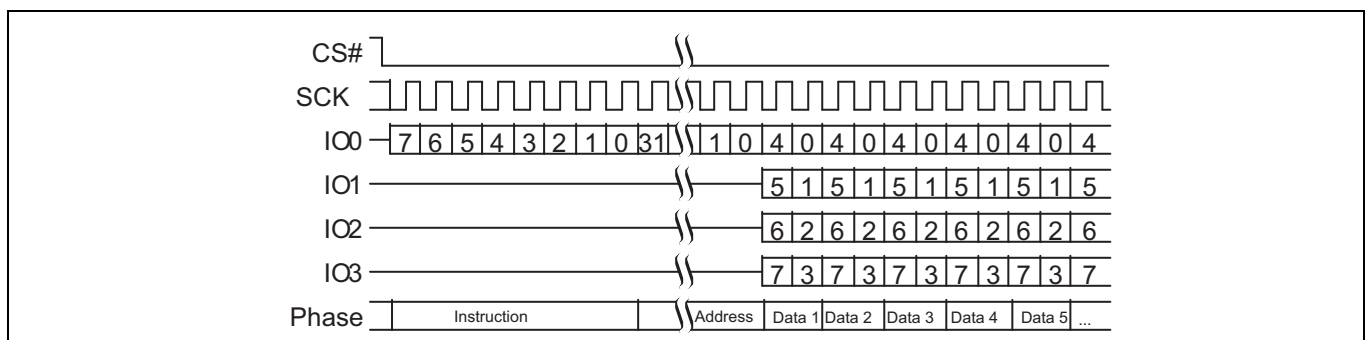 CS#
SCK
IO0 7 6 5 4 3 2 1 0 31 1 0 4 0 4 0 4 0 4 0 4 0 4
IO1 5 1 5 1 5 1 5 1 5 1 5
IO2 6 2 6 2 6 2 6 2 6 2 6
IO3 7 3 7 3 7 3 7 3 7 3 7
Phase Instruction Address Data 1 Data 2 Data 3 Data 4 Data 5 ...